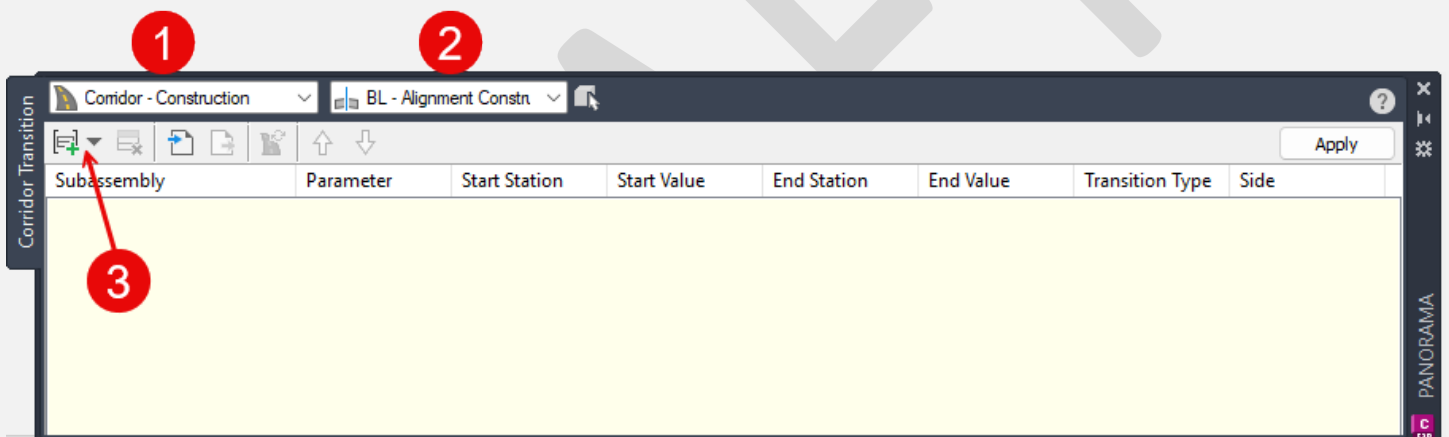 1
2
Corridor - Construction
BL - Alignment Constru
?
Corridor Transition
Apply
Subassembly
Parameter
Start Station
Start Value
End Station
End Value
Transition Type
Side
3
PANORAMA
C